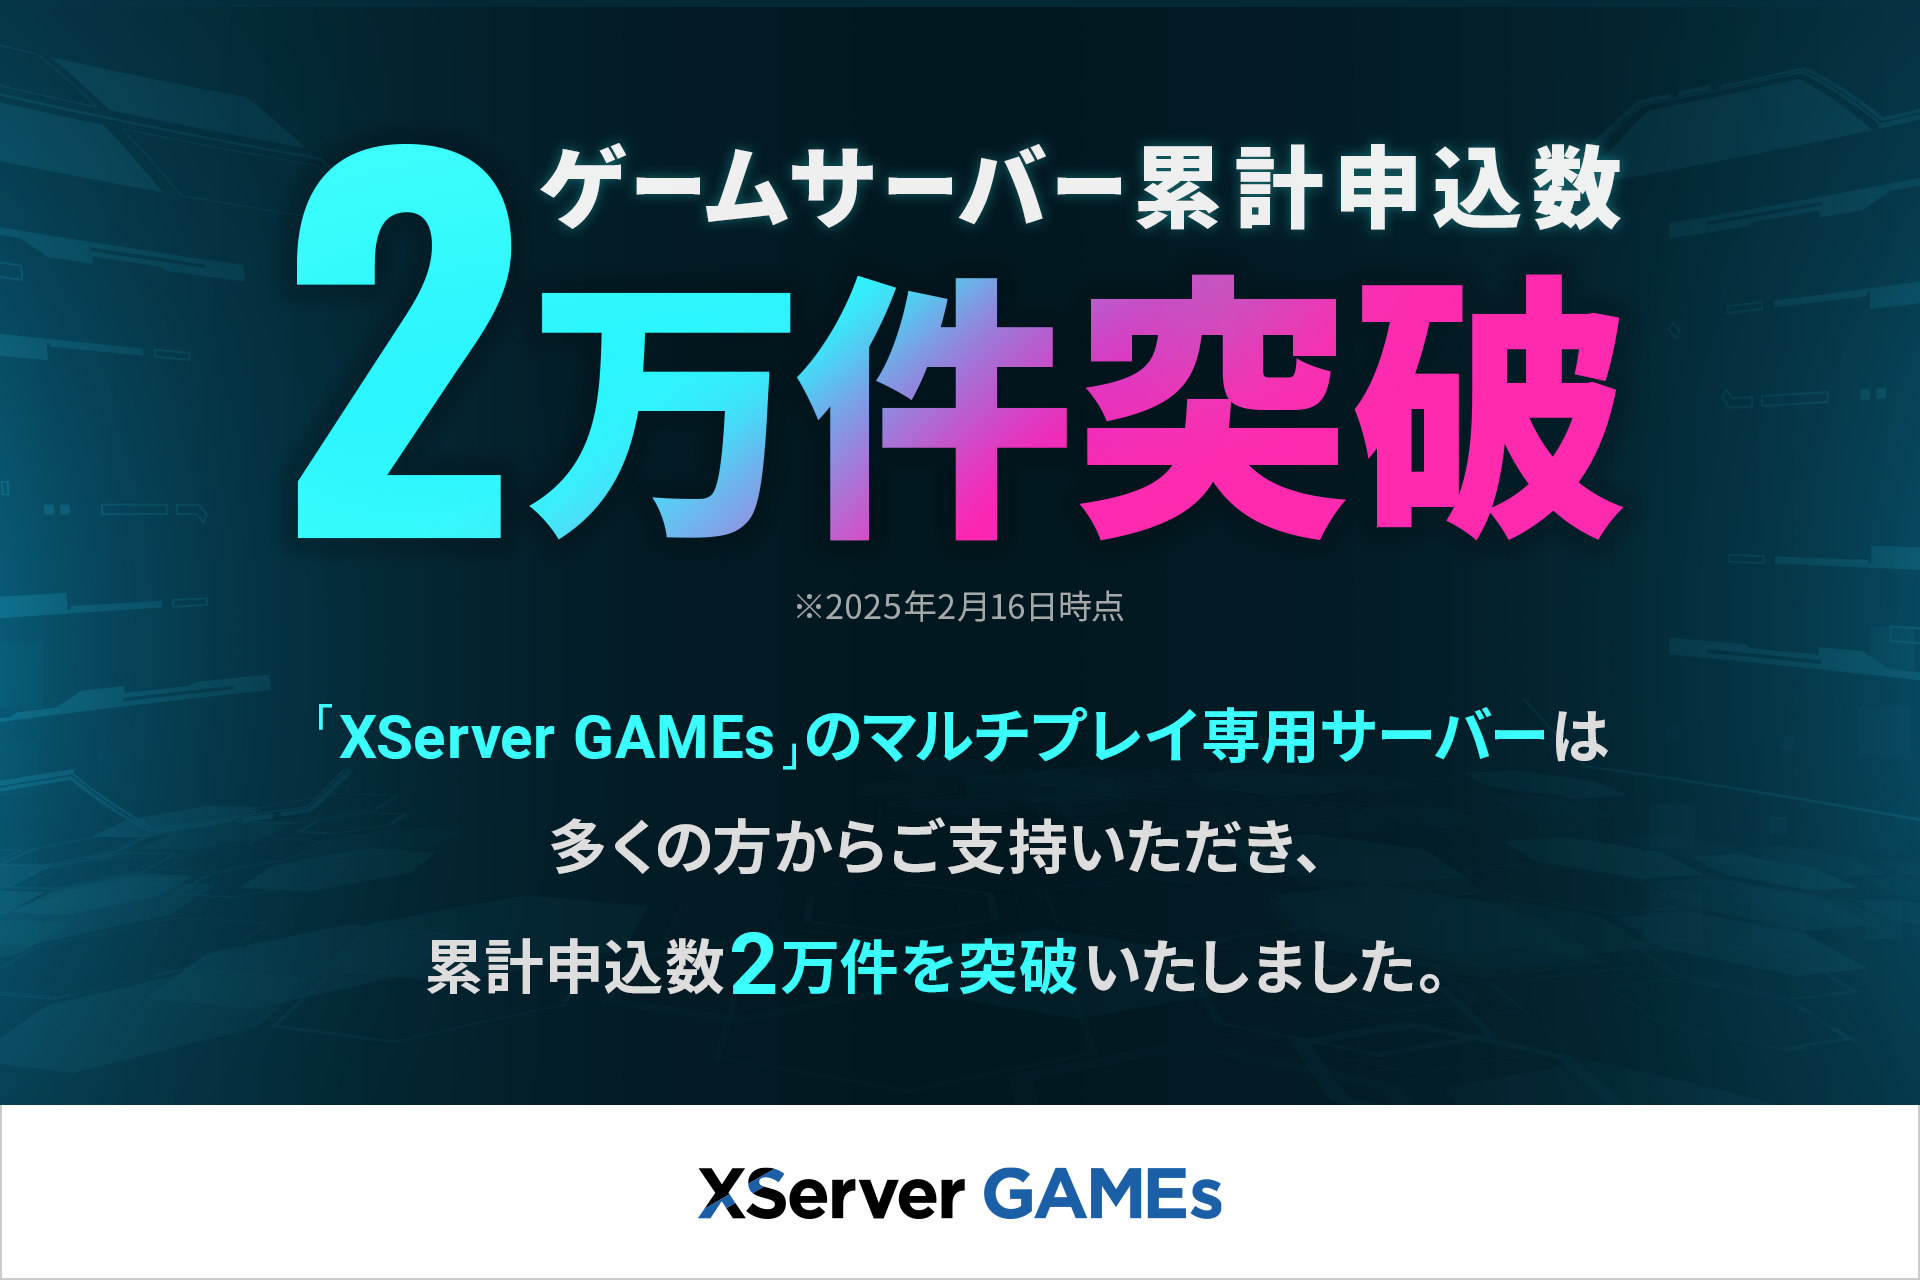 ゲームサーバー累計申込数
2万件突破
※2025年2月16日時点
「XServer GAMEs」のマルチプレイ専用サーバーは
多くの方からご支持いただき、
累計申込数2万件を突破いたしました。
XServer GAMEs